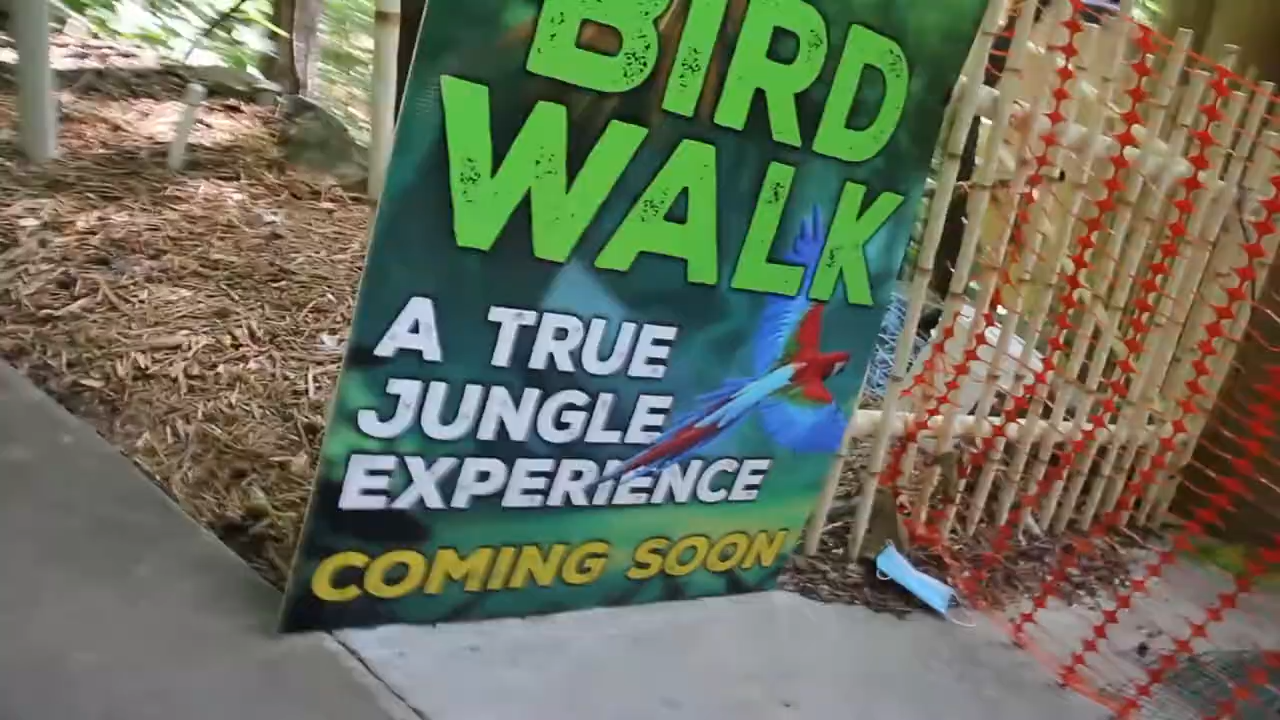 BIRD
WALK
A TRUE
JUNGLE
EXPERIENCE
COMING SOON